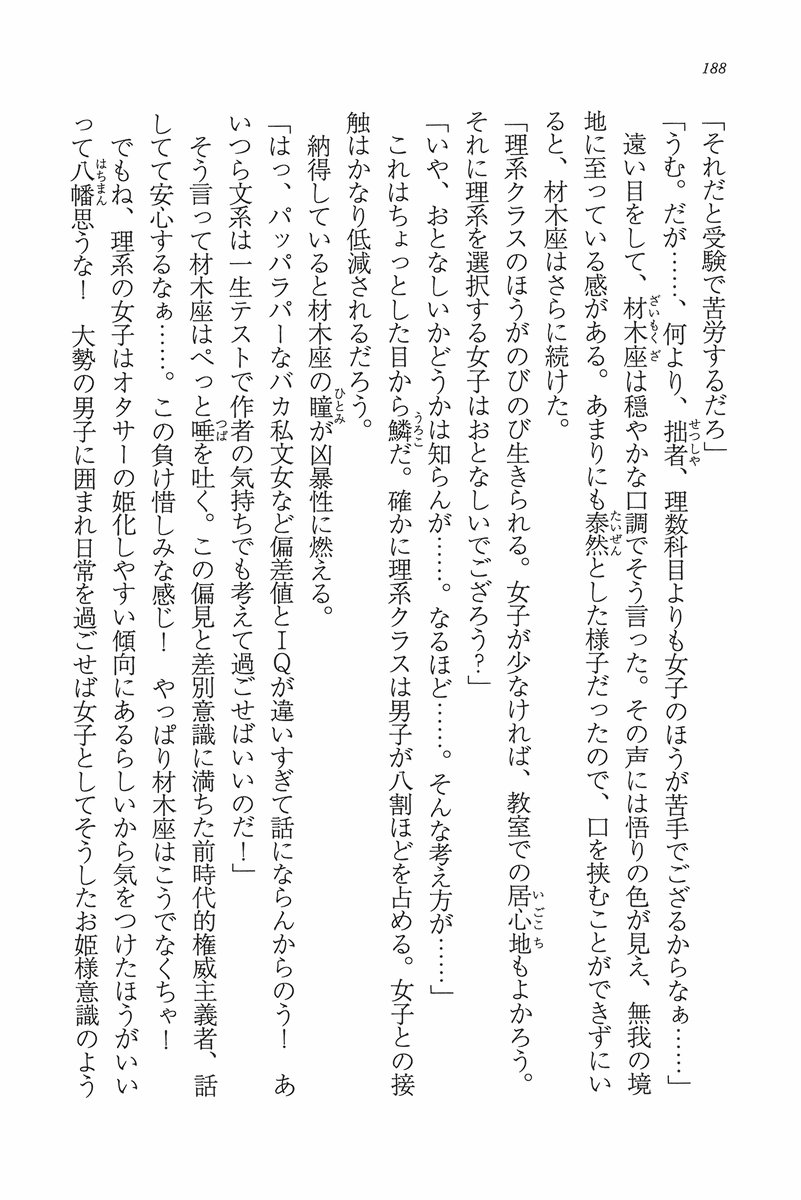 188
「それだと受験で苦労するだろ」
「うむ。だが……、何より、拙者、理数科目よりも女子のほうが苦手でござるからなぁ……」
　遠い目をして、材木座は穏やかな口調でそう言った。その声には悟りの色が見え、無我の境
地に至っている感がある。あまりにも泰然とした様子だったので、口を挟むことができずにい
ると、材木座はさらに続けた。
「理系クラスのほうがのびのび生きられる。女子が少なければ、教室での居心地もよかろう。
それに理系を選択する女子はおとなしいでござろう？」
「いや、おとなしいかどうかは知らんが……。なるほど……。そんな考え方が……」
　これはちょっとした目から鱗だ。確かに理系クラスは男子が八割ほどを占める。女子との接
触はかなり低減されるだろう。
　納得していると材木座の瞳が凶暴性に燃える。
「はっ、パッパラパーなバカ私文女など偏差値とＩＱが違いすぎて話にならんからのう！　あ
いつら文系は一生テストで作者の気持ちでも考えて過ごせばいいのだ！」
　そう言って材木座はぺっと唾を吐く。この偏見と差別意識に満ちた前時代的権威主義者、話
してて安心するなぁ……。この負け惜しみな感じ！　やっぱり材木座はこうでなくちゃ！
　でもね、理系の女子はオタサーの姫化しやすい傾向にあるらしいから気をつけたほうがいい
って八幡思うな！　大勢の男子に囲まれ日常を過ごせば女子としてそうしたお姫様意識のよう